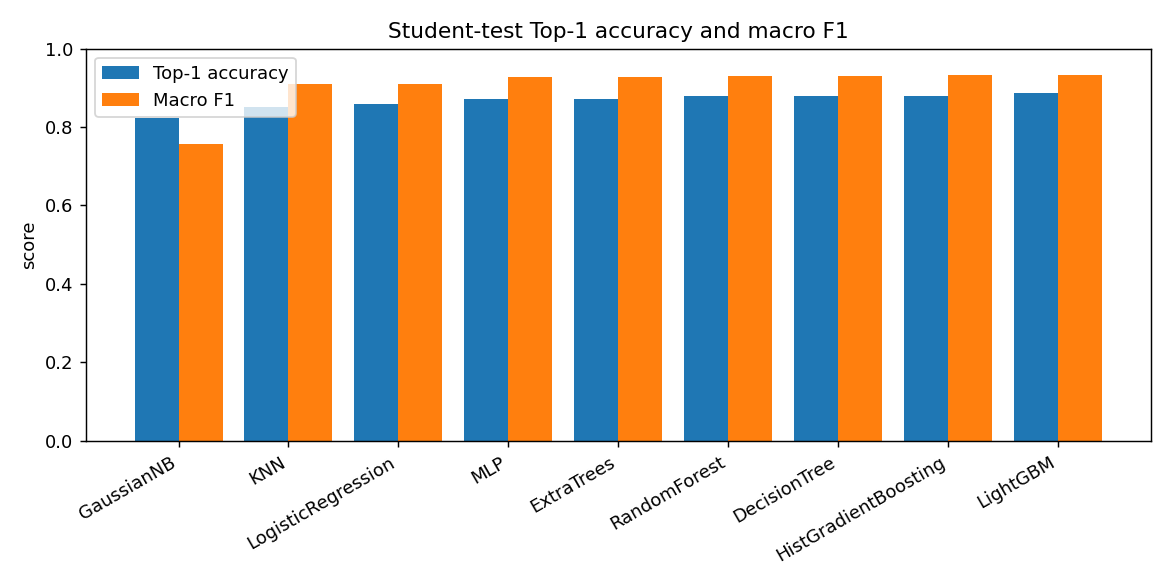 Student-test Top-1 accuracy and macro F1
Top-1 accuracy
Macro F1
score
1.0
0.8
0.6
0.4
0.2
0.0
GaussianNB
KNN
LogisticRegression
MLP
ExtraTrees
RandomForest
DecisionTree
HistGradientBoosting
LightGBM